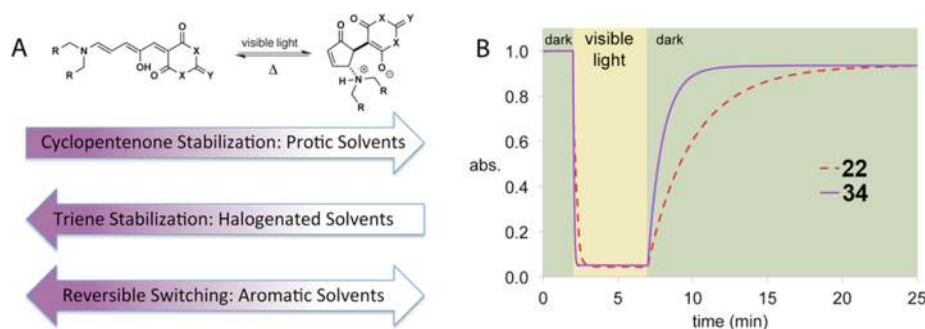 A
visible light
Δ
N
R
R
O
O
OH
X
X
Y
O
O
O
X
X
Y
H
N
R
R
⊕
⊖
Cyclopentenone Stabilization: Protic Solvents
Triene Stabilization: Halogenated Solvents
Reversible Switching: Aromatic Solvents
B
dark
visible
light
dark
1.0
0.8
0.6
0.4
0.2
0.0
abs.
22
34
0
5
10
15
20
25
time (min)